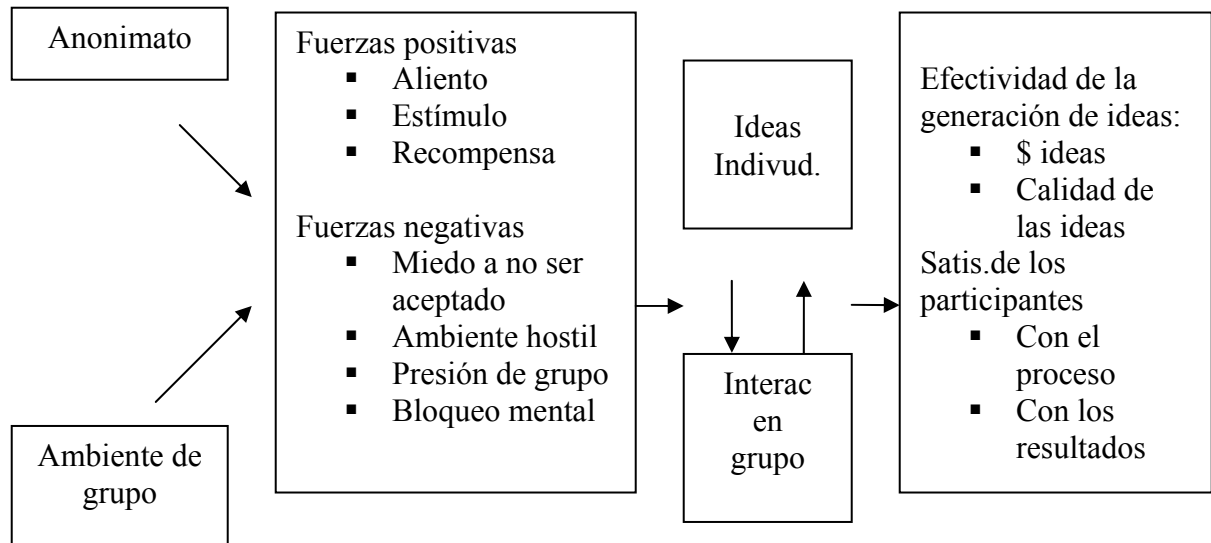 Anonimato
Ambiente de
grupo
Fuerzas positivas
▪ Aliento
▪ Estímulo
▪ Recompensa
Fuerzas negativas
▪ Miedo a no ser
aceptado
▪ Ambiente hostil
▪ Presión de grupo
▪ Bloqueo mental
Ideas
Indivud.
Interac
en
grupo
Efectividad de la
generación de ideas:
▪ $ ideas
▪ Calidad de
las ideas
Satis.de los
participantes
▪ Con el
proceso
▪ Con los
resultados